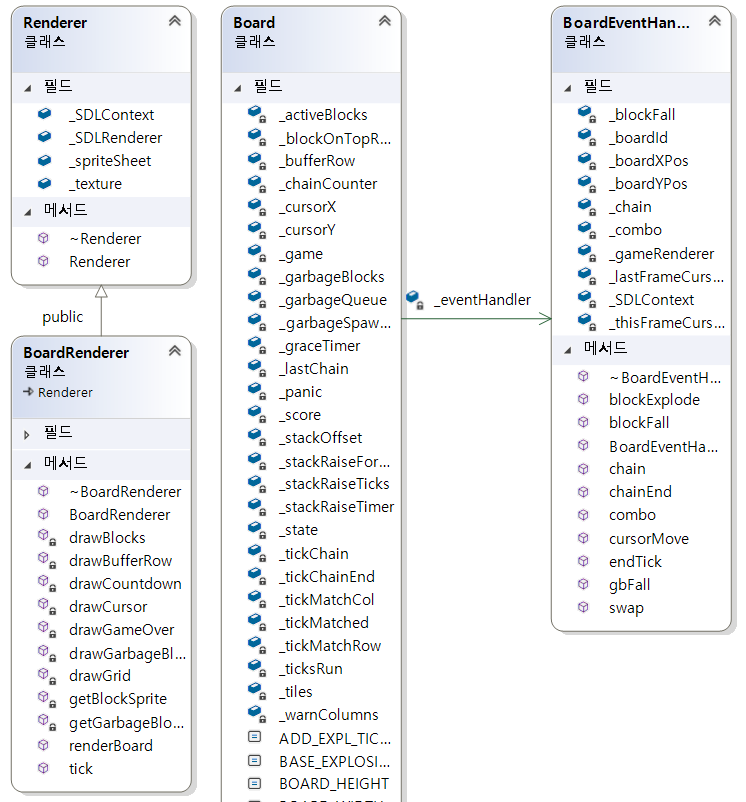 Renderer
클래스
필드
_SDLContext
_SDLRenderer
_spriteSheet
_texture
메서드
~Renderer
Renderer
public
BoardRenderer
클래스
Renderer
필드
메서드
~BoardRenderer
BoardRenderer
drawBlocks
drawBufferRow
drawCountdown
drawCursor
drawGameOver
drawGarbageBl...
drawGrid
getBlockSprite
getGarbageBlo...
renderBoard
tick
Board
클래스
필드
_activeBlocks
_blockOnTopR...
_bufferRow
_chainCounter
_cursorX
_cursorY
_game
_garbageBlocks
_garbageQueue
_garbageSpaw...
_graceTimer
_lastChain
_panic
_score
_stackOffset
_stackRaiseFor...
_stackRaiseTicks
_stackRaiseTimer
_state
_tickChain
_tickChainEnd
_tickMatchCol
_tickMatched
_tickMatchRow
_ticksRun
_tiles
_warnColumns
ADD_EXPL_TIC...
BASE_EXPLOSI...
BOARD_HEIGHT
_eventHandler
BoardEventHan...
클래스
필드
_blockFall
_boardId
_boardXPos
_boardYPos
_chain
_combo
_gameRenderer
_lastFrameCurs...
_SDLContext
_thisFrameCurs...
메서드
~BoardEventH...
blockExplode
blockFall
BoardEventHa...
chain
chainEnd
combo
cursorMove
endTick
gbFall
swap